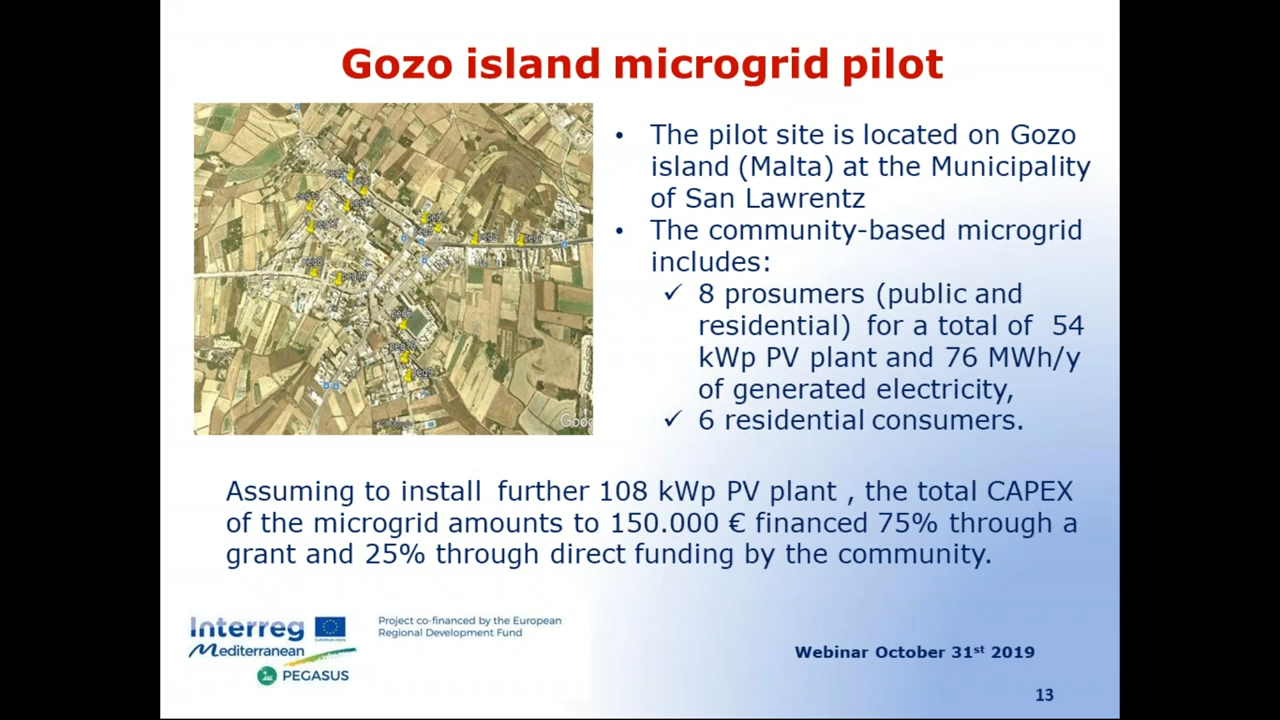 Gozo island microgrid pilot
• The pilot site is located on Gozo
island (Malta) at the Municipality
of San Lawrentz
• The community-based microgrid
includes:
✓ 8 prosumers (public and
residential) for a total of 54
kWp PV plant and 76 MWh/y
of generated electricity,
✓ 6 residential consumers.
Assuming to install further 108 kWp PV plant , the total CAPEX
of the microgrid amounts to 150.000 € financed 75% through a
grant and 25% through direct funding by the community.
Interreg
Mediterranean
PEGASUS
Project co-financed by the European
Regional Development Fund
Webinar October 31st 2019
13